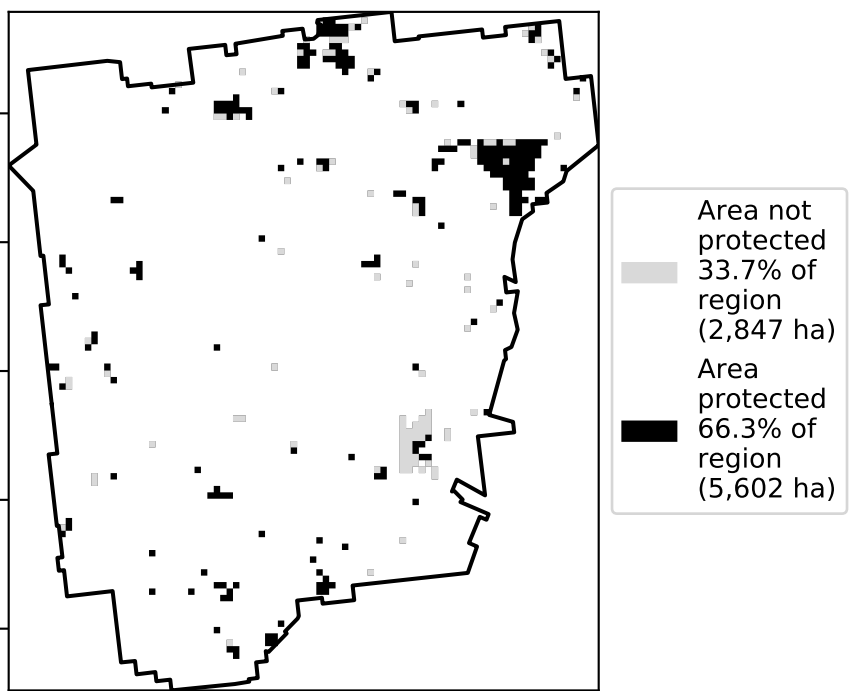 Area not
protected
33.7% of
region
(2,847 ha)
Area
protected
66.3% of
region
(5,602 ha)